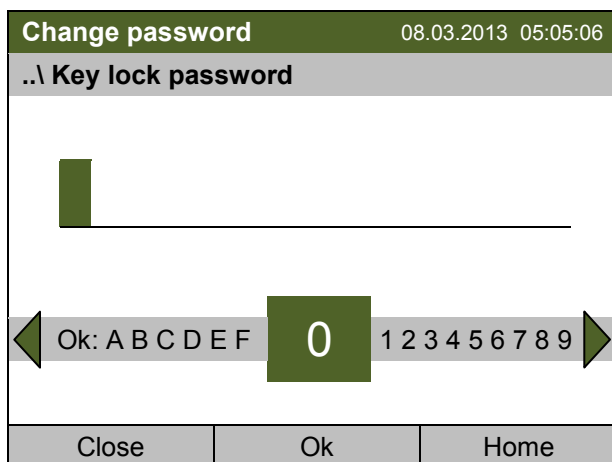 Change password 08.03.2013 05:05:06
..\ Key lock password
Ok: A B C D E F 0 1 2 3 4 5 6 7 8 9
Close Ok Home